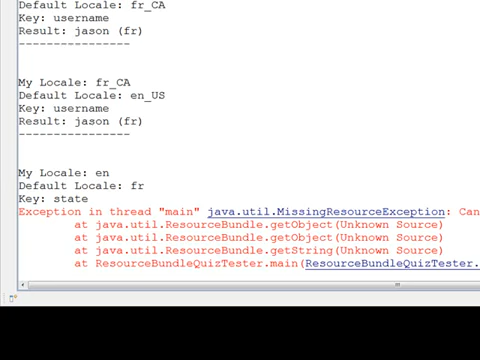 Default Locale: fr_CA
Key: username
Result: jason (fr)
----------------
My Locale: fr_CA
Default Locale: en_US
Key: username
Result: jason (fr)
----------------
My Locale: en
Default Locale: fr
Key: state
Exception in thread "main" java.util.MissingResourceException: Can
at java.util.ResourceBundle.getObject(Unknown Source)
at java.util.ResourceBundle.getObject(Unknown Source)
at java.util.ResourceBundle.getString(Unknown Source)
at ResourceBundleQuizTester.main(ResourceBundleQuizTester.